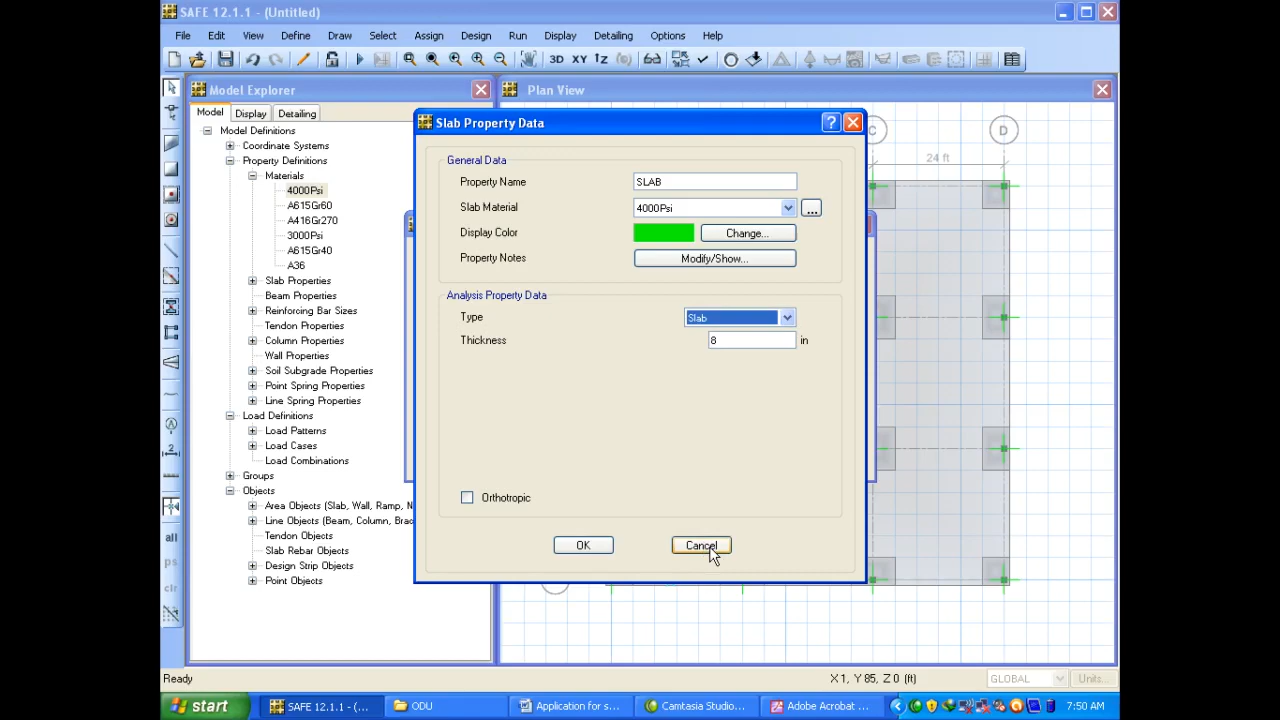 SAFE 12.1.1 - (Untitled)
File Edit View Define Draw Select Assign Design Run Display Detailing Options Help
3D XY
Model Explorer
Plan View
Model Display Detailing
Model Definitions
Coordinate Systems
Property Definitions
Materials
4000Psi
A615Gr60
A416Gr270
3000Psi
A615Gr40
A36
Slab Properties
Beam Properties
Reinforcing Bar Sizes
Tendon Properties
Column Properties
Wall Properties
Soil Subgrade Properties
Point Spring Properties
Line Spring Properties
Load Definitions
Load Patterns
Load Cases
Load Combinations
Groups
Objects
Area Objects (Slab, Wall, Ramp, N
Line Objects (Beam, Column, Brac
Tendon Objects
Slab Rebar Objects
Design Strip Objects
Point Objects
all
ps
clr
Slab Property Data
General Data
Property Name SLAB
Slab Material 4000Psi ...
Display Color Change...
Property Notes Modify/Show...
Analysis Property Data
Type Slab
Thickness 8 in
Orthotropic
OK Cancel
C D
24 ft
Ready X 1, Y 85, Z 0 (ft) GLOBAL Units...
start SAFE 12.1.1 - (... ODU Application for s... Camtasia Studio... Adobe Acrobat ... 7:50 AM